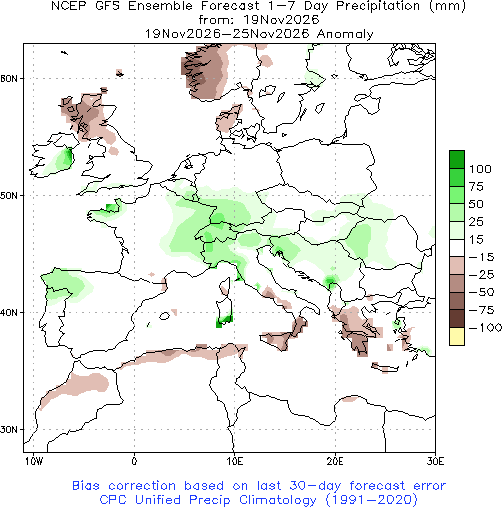 NCEP GFS Ensemble Forecast 1-7 Day Precipitation (mm)
from: 19Nov2026
19Nov2026-25Nov2026 Anomaly
60N
50N
40N
30N
10W 0 10E 20E 30E
100
75
50
25
15
-15
-25
-50
-75
-100
Bias correction based on last 30-day forecast error
CPC Unified Precip Climatology (1991-2020)